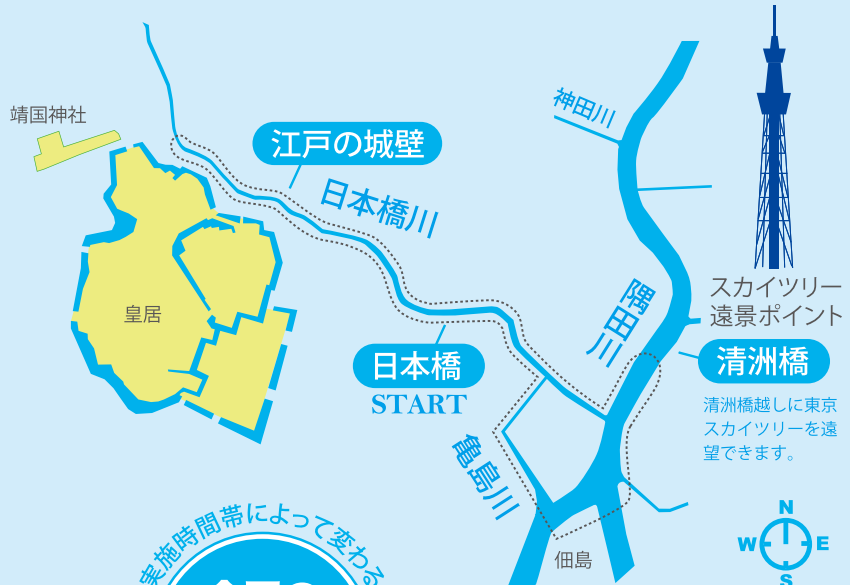 神田川
靖国神社
江戸の城壁
日本橋川
スカイツリー
遠景ポイント
隅田川
皇居
清洲橋
日本橋
START
清洲橋越しに東京
スカイツリーを遠
望できます。
亀島川
実施時間帯によって変わる
佃島
N
W
E
S